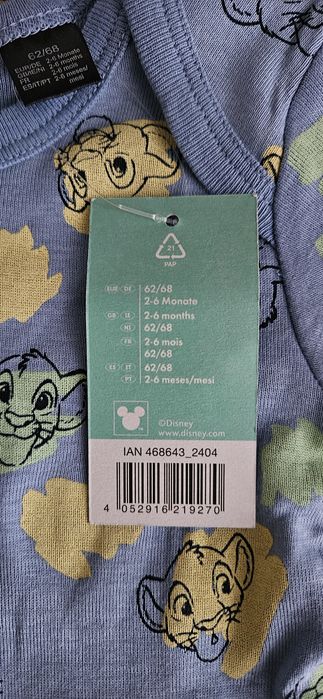 62/68
EUR/DE 2-6 Monate
GB/IE/NI 2-6 months
FR 2-6 mois
ES/IT/PT 2-6 meses/
mesi
21
PAP
EUR DE 62/68
2-6 Monate
GB IE 2-6 months
NI 62/68
FR 2-6 mois
62/68
ES IT 62/68
PT 2-6 meses/mesi
©Disney
www.disney.com
IAN 468643_2404
4 052916 219270